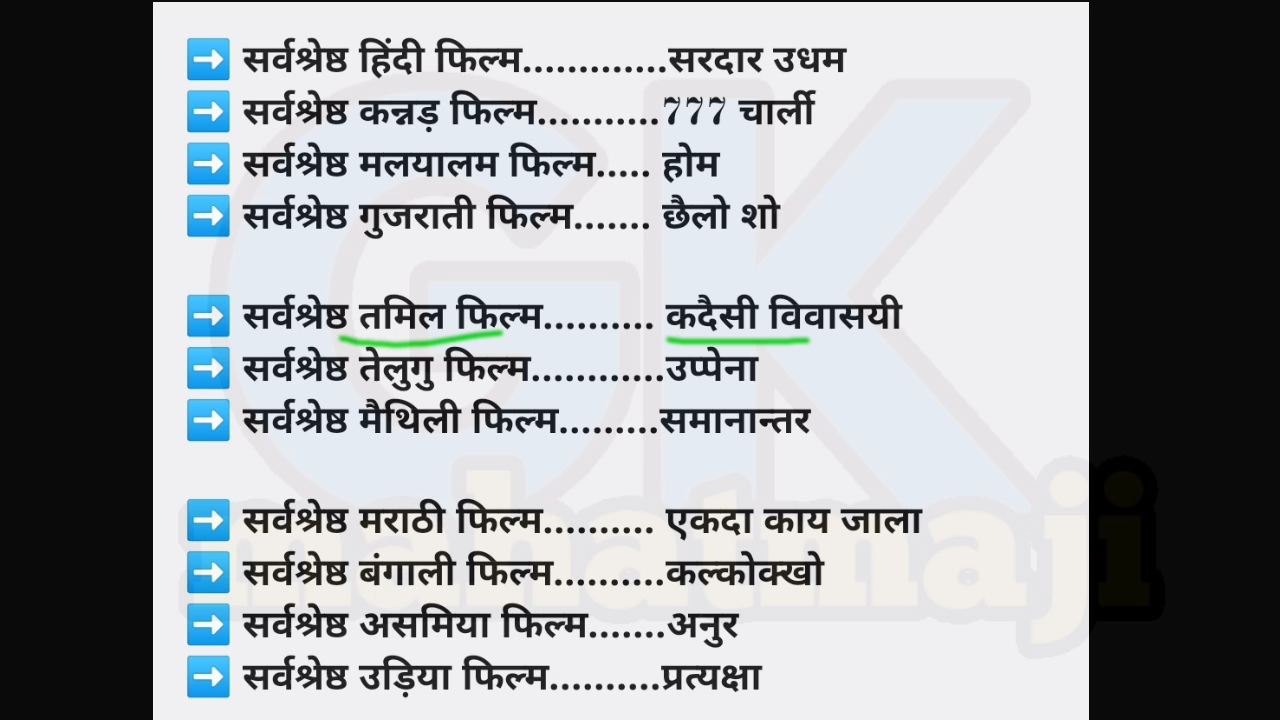 ➡ सर्वश्रेष्ठ हिंदी फिल्म.............सरदार उधम
➡ सर्वश्रेष्ठ कन्नड़ फिल्म...........777 चार्ली
➡ सर्वश्रेष्ठ मलयालम फिल्म..... होम
➡ सर्वश्रेष्ठ गुजराती फिल्म....... छैलो शो
➡ सर्वश्रेष्ठ तमिल फिल्म.......... कदैसी विवासयी
➡ सर्वश्रेष्ठ तेलुगु फिल्म............उप्पेना
➡ सर्वश्रेष्ठ मैथिली फिल्म.........समानान्तर
➡ सर्वश्रेष्ठ मराठी फिल्म.......... एकदा काय जाला
➡ सर्वश्रेष्ठ बंगाली फिल्म..........कल्कोक्खो
➡ सर्वश्रेष्ठ असमिया फिल्म.......अनुर
➡ सर्वश्रेष्ठ उड़िया फिल्म..........प्रत्यक्षा
GK
mahatmaji